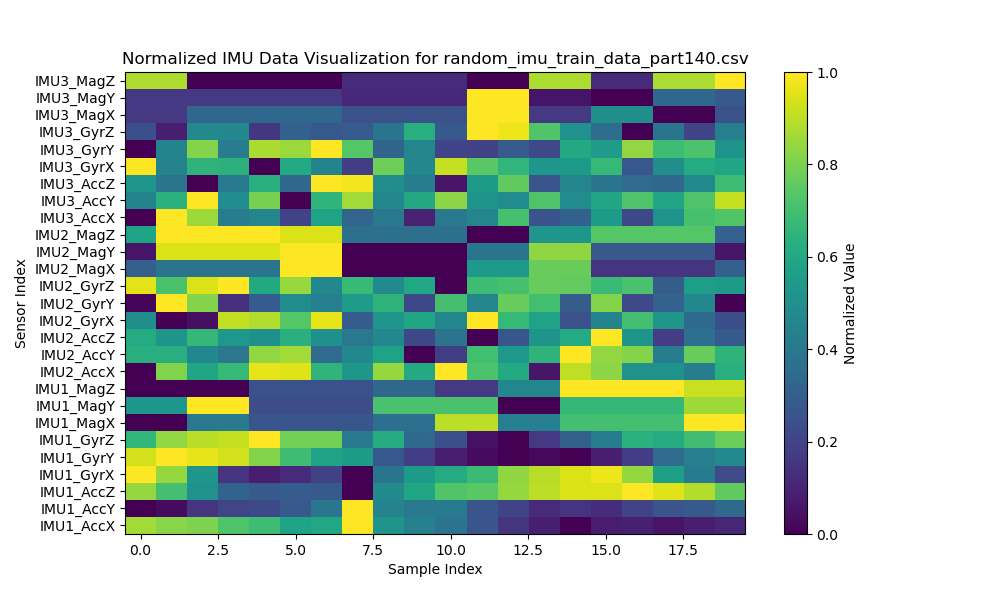 Normalized IMU Data Visualization for random_imu_train_data_part140.csv
IMU3_MagZ
IMU3_MagY
IMU3_MagX
IMU3_GyrZ
IMU3_GyrY
IMU3_GyrX
IMU3_AccZ
IMU3_AccY
IMU3_AccX
IMU2_MagZ
IMU2_MagY
IMU2_MagX
IMU2_GyrZ
IMU2_GyrY
IMU2_GyrX
IMU2_AccZ
IMU2_AccY
IMU2_AccX
IMU1_MagZ
IMU1_MagY
IMU1_MagX
IMU1_GyrZ
IMU1_GyrY
IMU1_GyrX
IMU1_AccZ
IMU1_AccY
IMU1_AccX
Sensor Index
0.0 2.5 5.0 7.5 10.0 12.5 15.0 17.5
Sample Index
1.0
0.8
0.6
0.4
0.2
0.0
Normalized Value